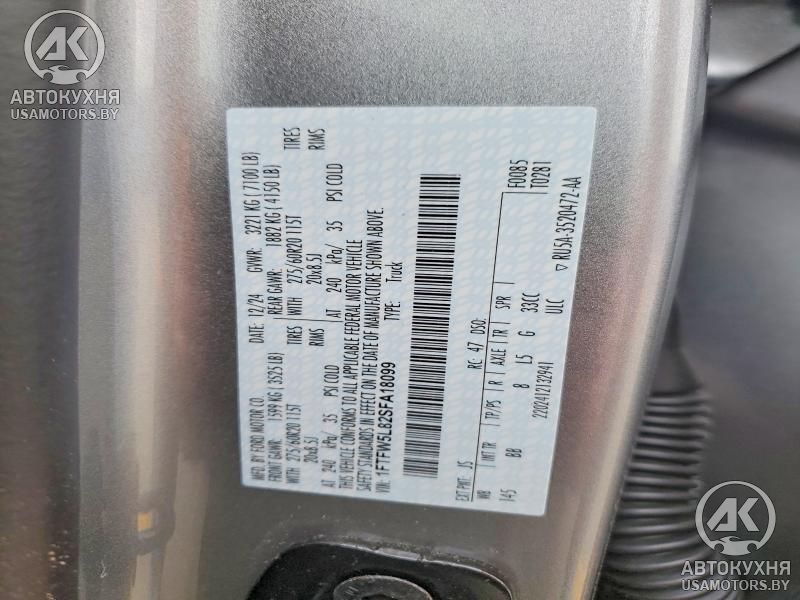 AK
АВТОКУХНЯ
USAMOTORS.BY
MFD. BY FORD MOTOR CO. DATE: 12/24 GVWR: 3221 KG ( 7100 LB)
FRONT GAWR: 1599 KG ( 3525 LB) REAR GAWR: 1882 KG ( 4150 LB)
275/60R20 115T TIRES WITH 275/60R20 115T TIRES
20x8.5J RIMS 20x8.5J RIMS
AT 240 kPa/ 35 PSI COLD AT 240 kPa/ 35 PSI COLD
THIS VEHICLE CONFORMS TO ALL APPLICABLE FEDERAL MOTOR VEHICLE
SAFETY STANDARDS IN EFFECT ON THE DATE OF MANUFACTURE SHOWN ABOVE.
VIN: 1FTFW5L82SFA18099 TYPE: Truck
F0085
T0281
EXT PNT: JS RC: 47 DSO:
WB INT TR TP/PS R AXLE TR SPR
145 BB 8 L5 G 33CC
2202412132941 ULC ▽ RU5A-3520472-AA
AK
АВТОКУХНЯ
USAMOTORS.BY